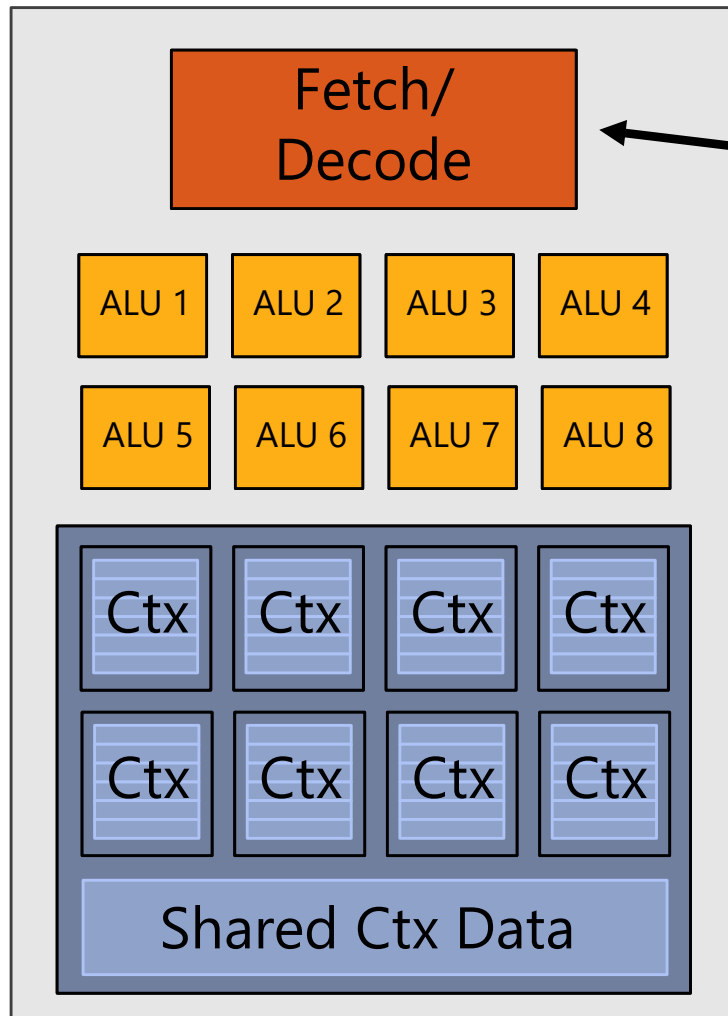 Fetch/
Decode
ALU 1 ALU 2 ALU 3 ALU 4
ALU 5 ALU 6 ALU 7 ALU 8
Ctx Ctx Ctx Ctx
Ctx Ctx Ctx Ctx
Shared Ctx Data